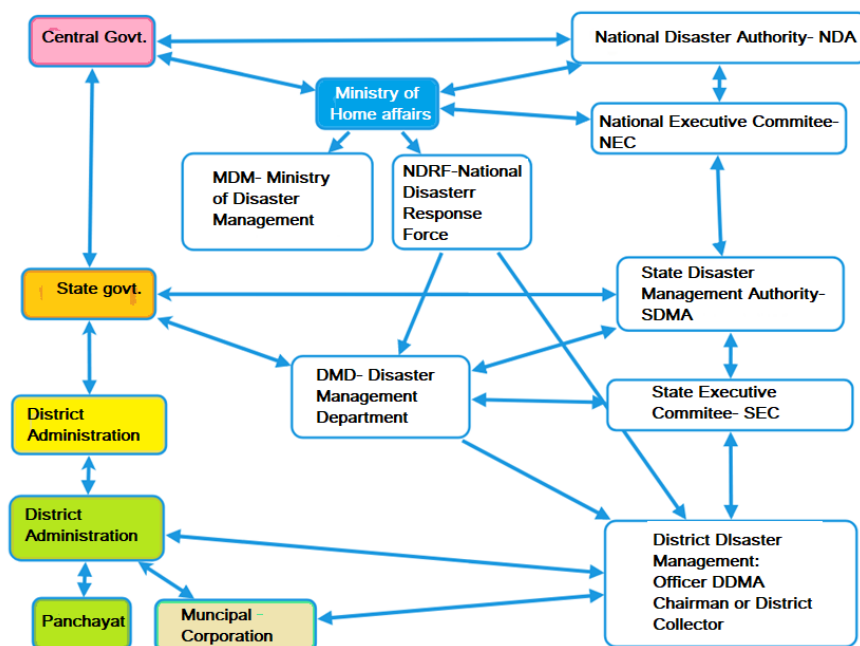 Central Govt.
National Disaster Authority- NDA
Ministry of
Home affairs
National Executive Commitee-
NEC
MDM- Ministry
of Disaster
Management
NDRF-National
Disasterr
Response
Force
State govt.
State Disaster
Management Authority-
SDMA
DMD- Disaster
Management
Department
State Executive
Commitee- SEC
District
Administration
District
Administration
District DIsaster
Management:
Officer DDMA
Chairman or District
Collector
Panchayat
Muncipal -
Corporation